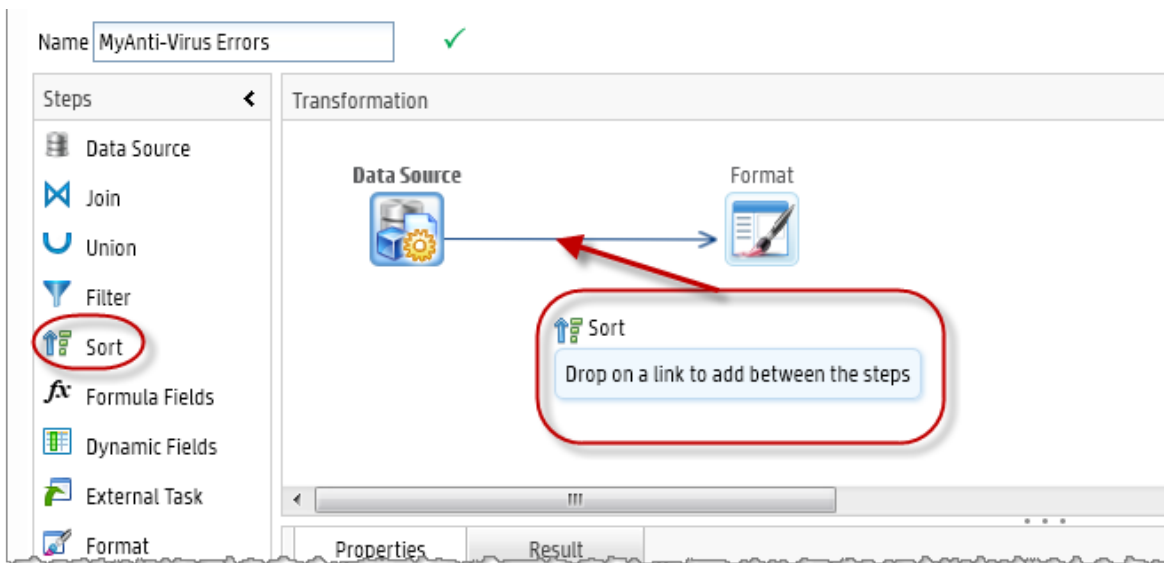 Name MyAnti-Virus Errors
Steps
Data Source
Join
Union
Filter
Sort
fx Formula Fields
Dynamic Fields
External Task
Format
Transformation
Data Source
Format
Sort
Drop on a link to add between the steps
Properties
Result